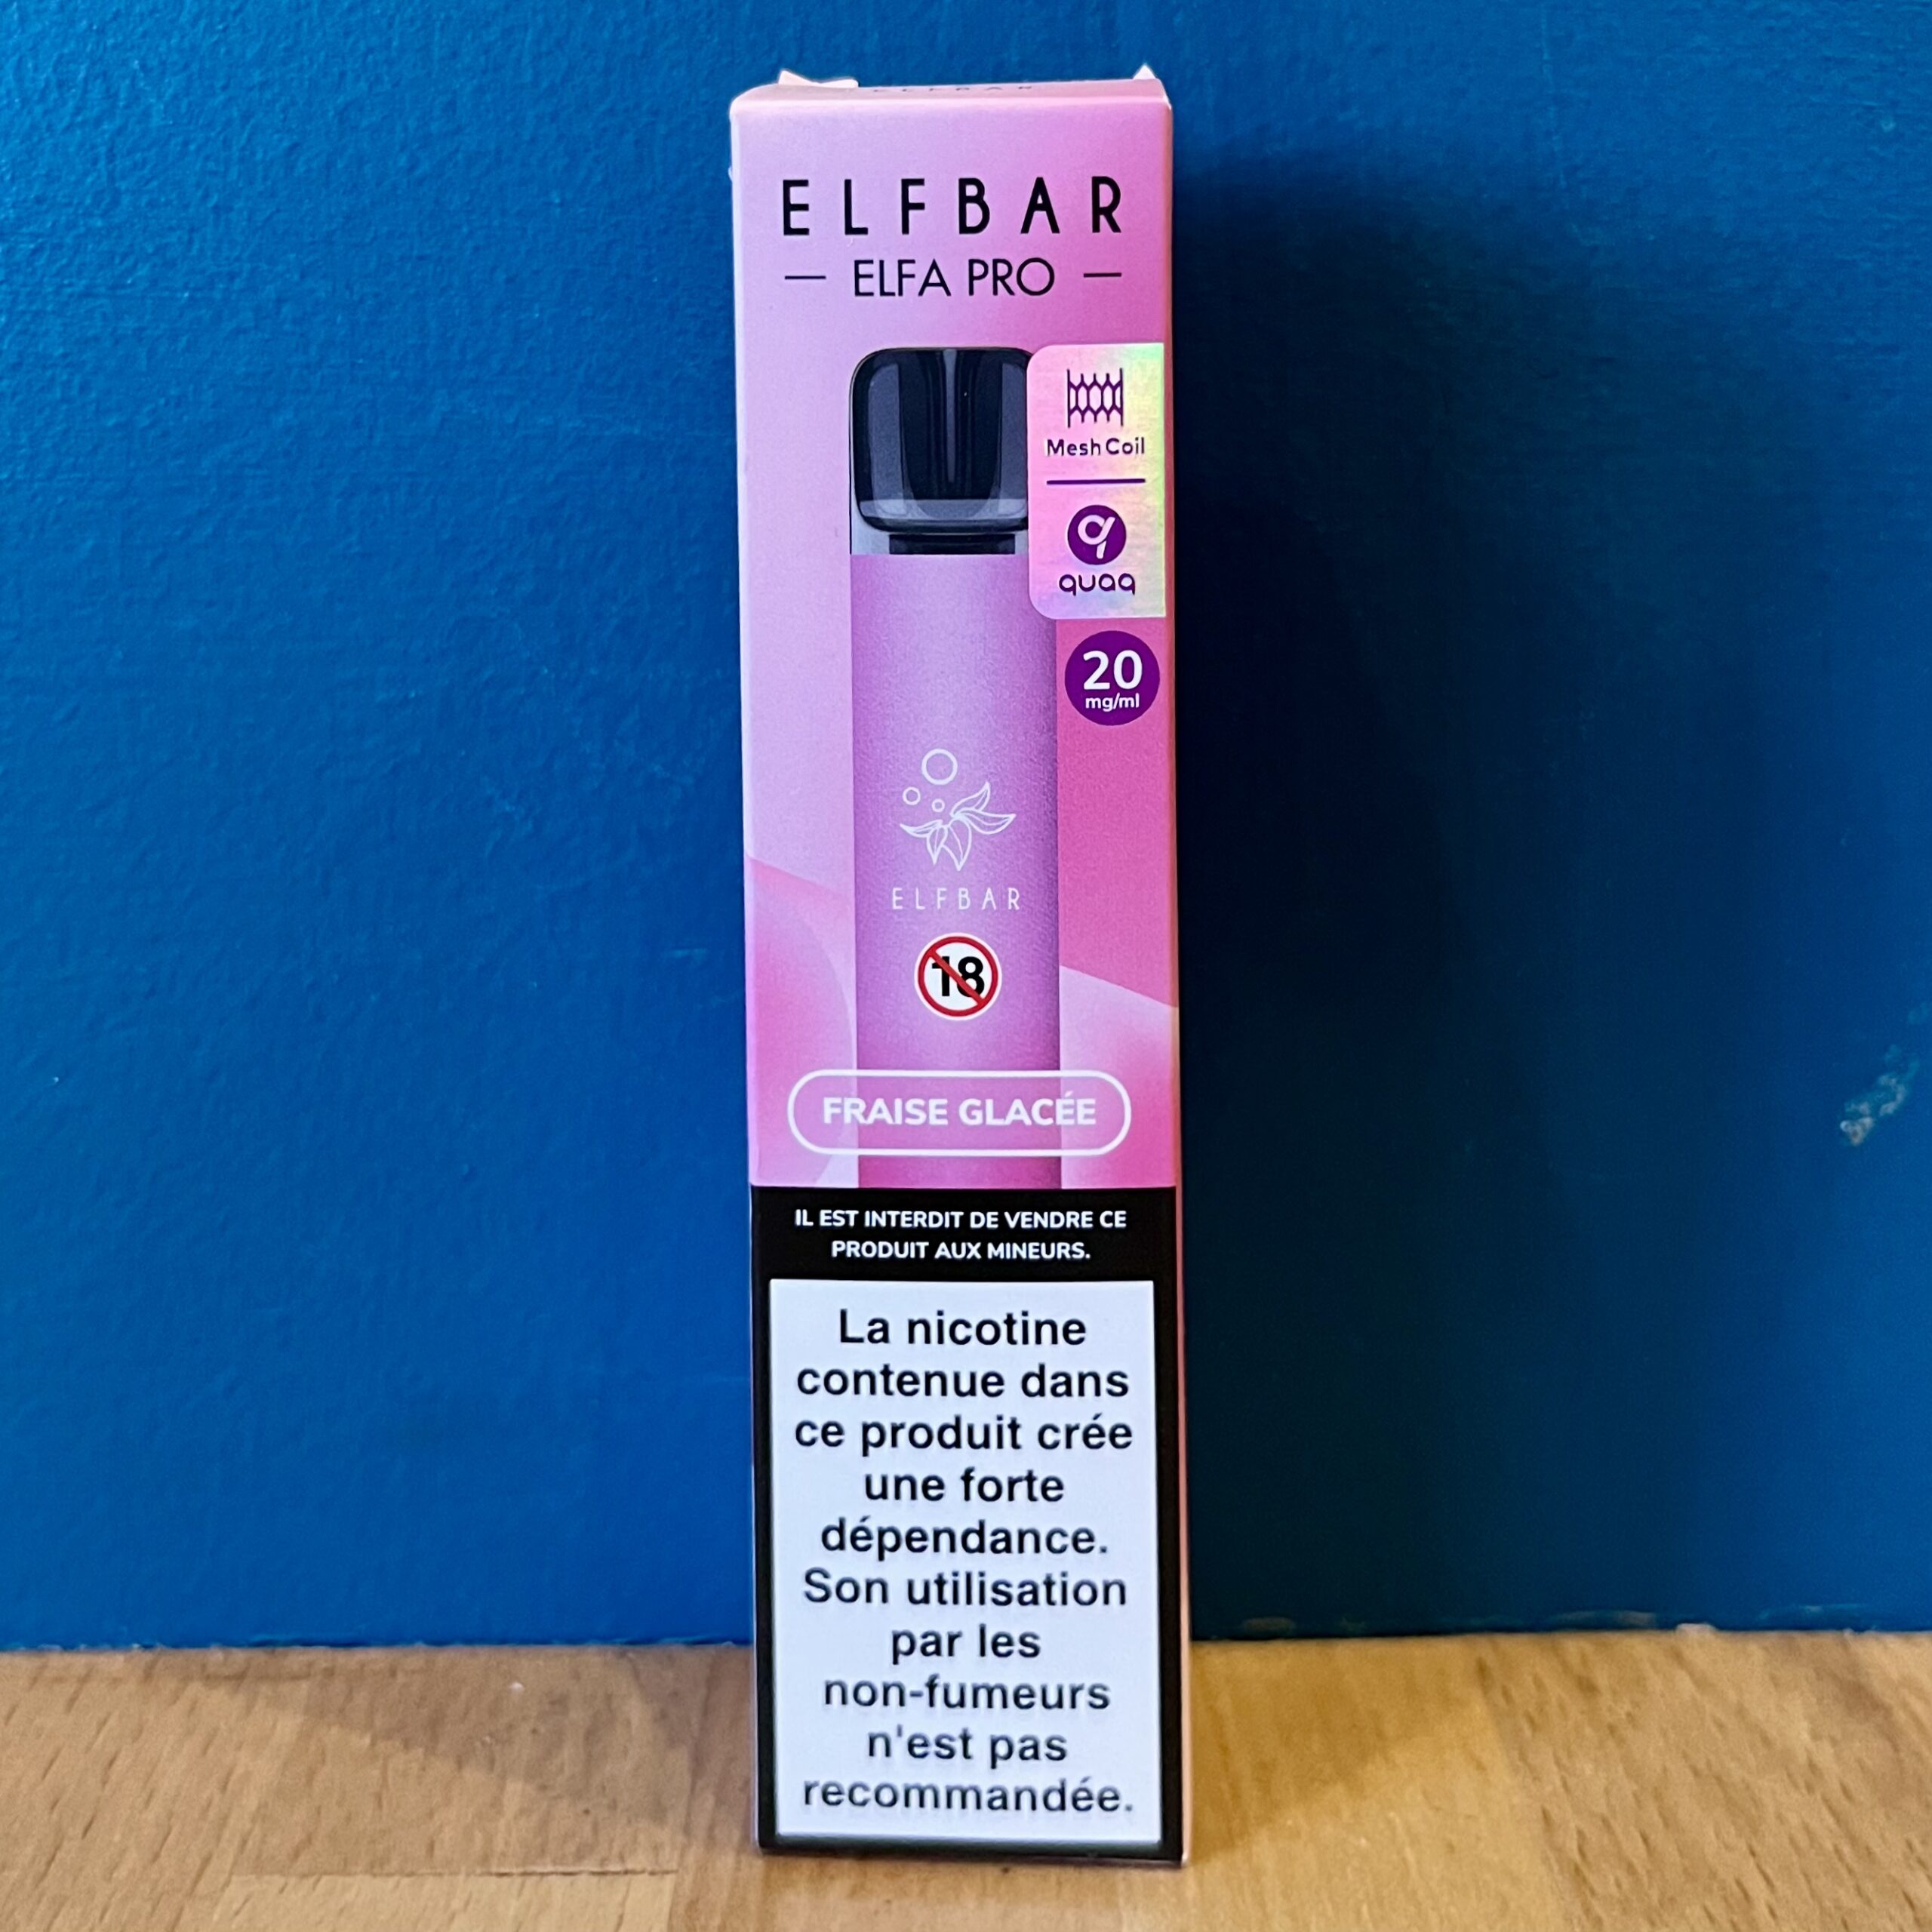 ELFBAR
ELFBAR
ELFA PRO
Mesh Coil
quaq
20
mg/ml
ELFBAR
18
FRAISE GLACÉE
IL EST INTERDIT DE VENDRE CE
PRODUIT AUX MINEURS.
La nicotine
contenue dans
ce produit crée
une forte
dépendance.
Son utilisation
par les
non-fumeurs
n'est pas
recommandée.